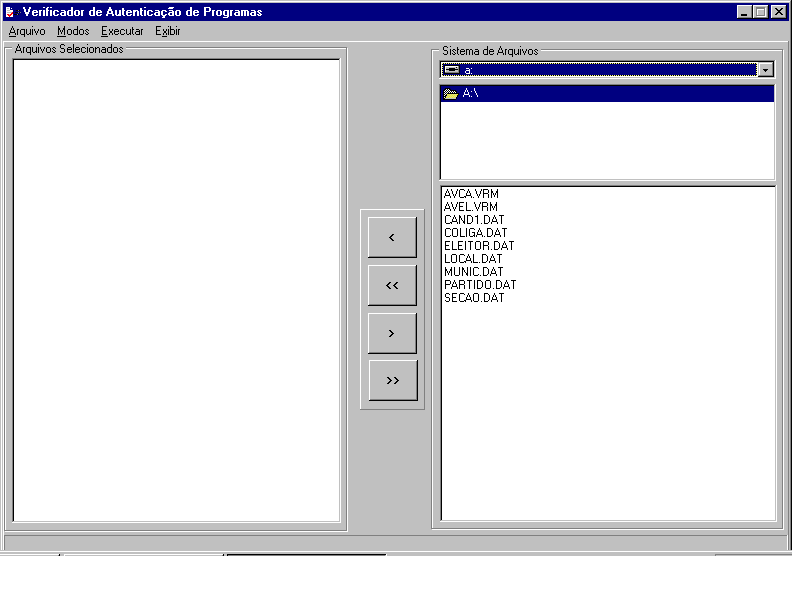 Verificador de Autenticação de Programas
Arquivo Modos Executar Exibir
Arquivos Selecionados
<
<<
>
>>
Sistema de Arquivos
a:
A:\
AVCA.VRM
AVEL.VRM
CAND1.DAT
COLIGA.DAT
ELEITOR.DAT
LOCAL.DAT
MUNIC.DAT
PARTIDO.DAT
SECAO.DAT